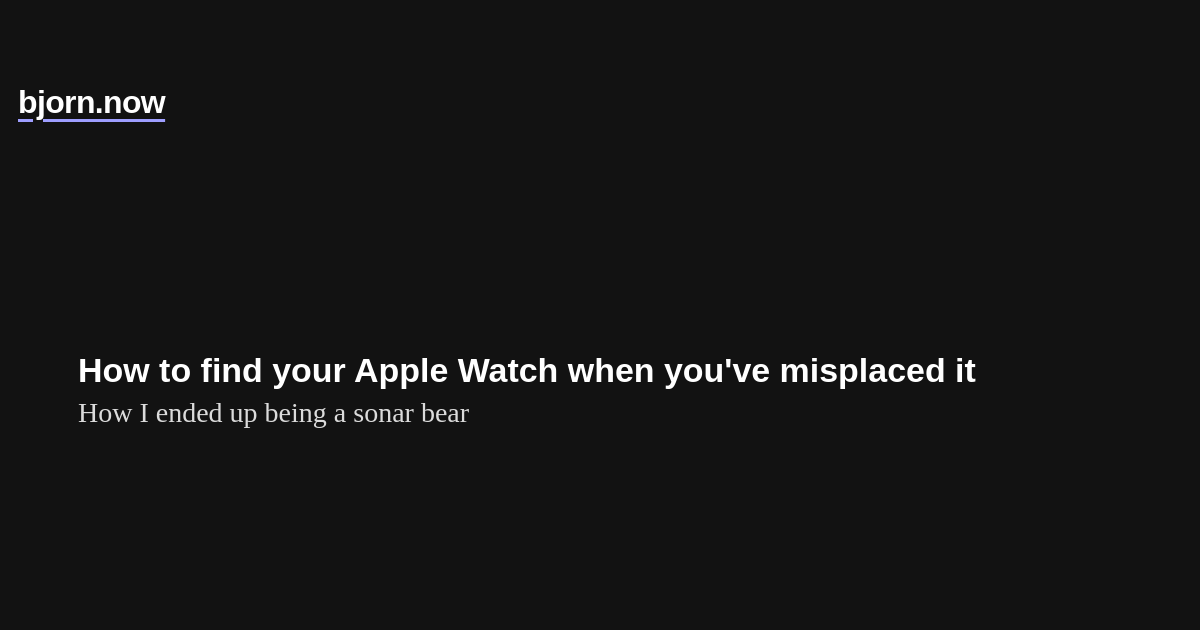 bjorn.now
How to find your Apple Watch when you've misplaced it
How I ended up being a sonar bear